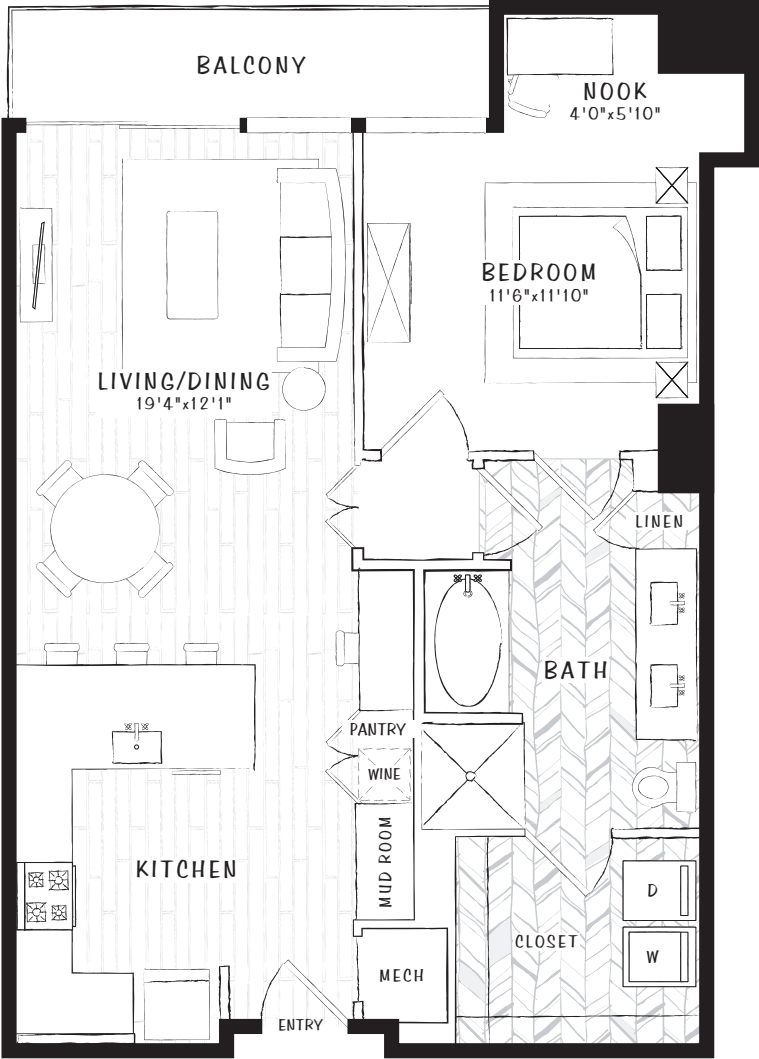 BALCONY
NOOK
4'0"x5'10"
BEDROOM
11'6"x11'10"
LIVING/DINING
19'4"x12'1"
LINEN
BATH
PANTRY
WINE
MUD ROOM
KITCHEN
D
W
CLOSET
MECH
ENTRY